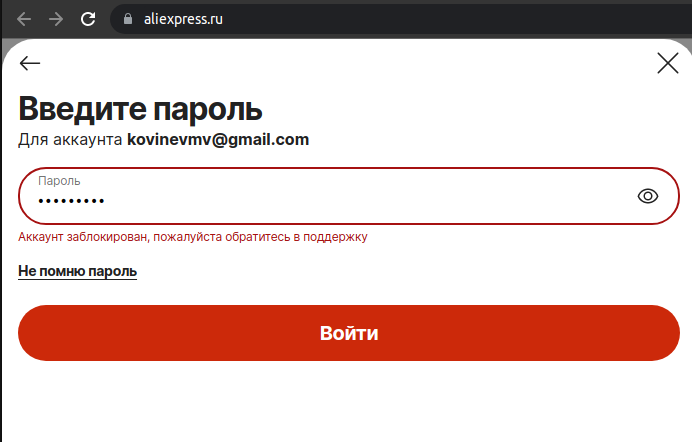 aliexpress.ru
Введите пароль
Для аккаунта kovinevmv@gmail.com
Пароль
•••••••••
Аккаунт заблокирован, пожалуйста обратитесь в поддержку
Не помню пароль
Войти